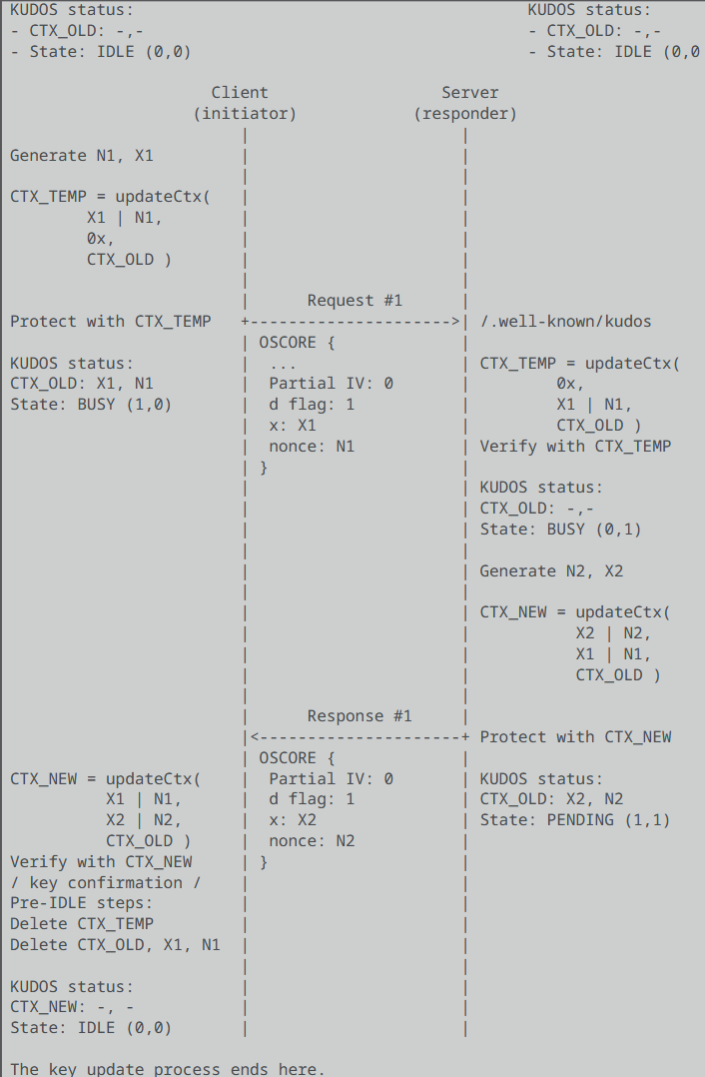 KUDOS status:                                         KUDOS status:
- CTX_OLD: -,-                                        - CTX_OLD: -,-
- State: IDLE (0,0)                                   - State: IDLE (0,0

                     Client                  Server
                   (initiator)            (responder)
                        |                      |
Generate N1, X1         |                      |
                        |                      |
CTX_TEMP = updateCtx(   |                      |
        X1 | N1,        |                      |
        0x,             |                      |
        CTX_OLD )       |                      |
                        |                      |
                        |      Request #1      |
Protect with CTX_TEMP   +--------------------->| /.well-known/kudos
                        | OSCORE {             |
KUDOS status:           |  ...                 | CTX_TEMP = updateCtx(
CTX_OLD: X1, N1         |  Partial IV: 0       |         0x,
State: BUSY (1,0)       |  d flag: 1           |         X1 | N1,
                        |  x: X1               |         CTX_OLD )
                        |  nonce: N1           | Verify with CTX_TEMP
                        | }                    |
                        |                      | KUDOS status:
                        |                      | CTX_OLD: -,-
                        |                      | State: BUSY (0,1)
                        |                      |
                        |                      | Generate N2, X2
                        |                      |
                        |                      | CTX_NEW = updateCtx(
                        |                      |           X2 | N2,
                        |                      |           X1 | N1,
                        |                      |           CTX_OLD )
                        |                      |
                        |      Response #1     |
                        |<---------------------+ Protect with CTX_NEW
                        | OSCORE {             |
CTX_NEW = updateCtx(    |  Partial IV: 0       | KUDOS status:
          X1 | N1,      |  d flag: 1           | CTX_OLD: X2, N2
          X2 | N2,      |  x: X2               | State: PENDING (1,1)
          CTX_OLD )     |  nonce: N2           |
Verify with CTX_NEW     | }                    |
/ key confirmation /    |                      |
Pre-IDLE steps:         |                      |
Delete CTX_TEMP         |                      |
Delete CTX_OLD, X1, N1  |                      |
                        |                      |
KUDOS status:           |                      |
CTX_NEW: -, -           |                      |
State: IDLE (0,0)       |                      |

The key update process ends here.